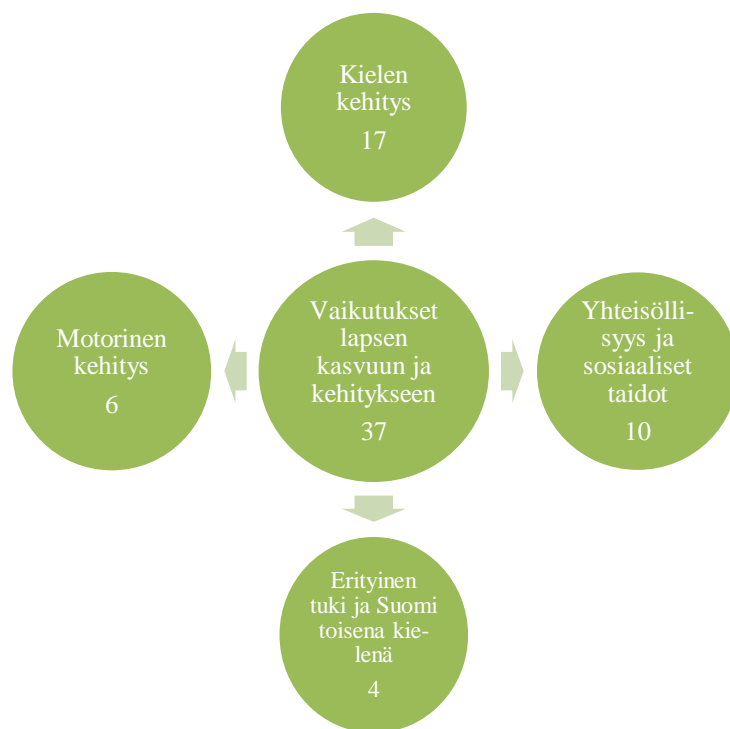 Kielen
kehitys
17
Motorinen
kehitys
6
Vaikutukset
lapsen
kasvuun ja
kehitykseen
37
Yhteisölli-
syys ja
sosiaaliset
taidot
10
Erityinen
tuki ja Suomi
toisena kie-
lenä
4